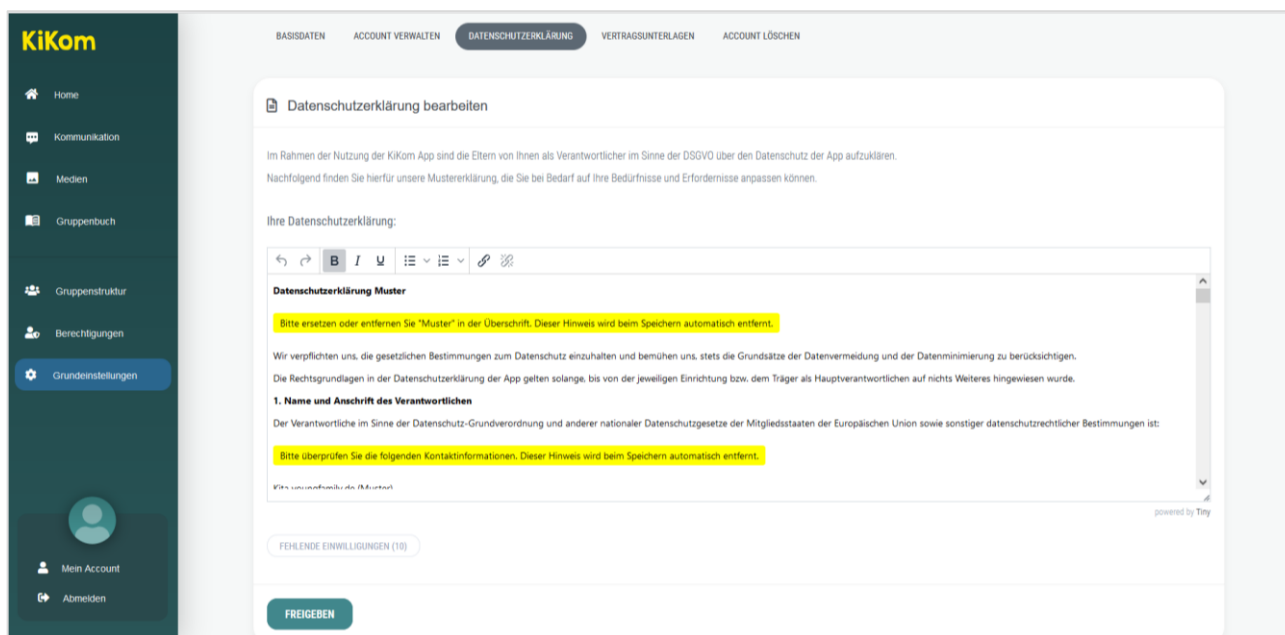 KiKom
Home
Kommunikation
Medien
Gruppenbuch
Gruppenstruktur
Berechtigungen
Grundeinstellungen
Mein Account
Abmelden
BASISDATEN ACCOUNT VERWALTEN DATENSCHUTZERKLÄRUNG VERTRAGSUNTERLAGEN ACCOUNT LÖSCHEN
Datenschutzerklärung bearbeiten
Im Rahmen der Nutzung der KiKom App sind die Eltern von Ihnen als Verantwortlicher im Sinne der DSGVO über den Datenschutz der App aufzuklären.
Nachfolgend finden Sie hierfür unsere Mustererklärung, die Sie bei Bedarf auf Ihre Bedürfnisse und Erfordernisse anpassen können.
Ihre Datenschutzerklärung:
B I U
Datenschutzerklärung Muster
Bitte ersetzen oder entfernen Sie "Muster" in der Überschrift. Dieser Hinweis wird beim Speichern automatisch entfernt.
Wir verpflichten uns, die gesetzlichen Bestimmungen zum Datenschutz einzuhalten und bemühen uns, stets die Grundsätze der Datenvermeidung und der Datenminimierung zu berücksichtigen.
Die Rechtsgrundlagen in der Datenschutzerklärung der App gelten solange, bis von der jeweiligen Einrichtung bzw. dem Träger als Hauptverantwortlichen auf nichts Weiteres hingewiesen wurde.
1. Name und Anschrift des Verantwortlichen
Der Verantwortliche im Sinne der Datenschutz-Grundverordnung und anderer nationaler Datenschutzgesetze der Mitgliedsstaaten der Europäischen Union sowie sonstiger datenschutzrechtlicher Bestimmungen ist:
Bitte überprüfen Sie die folgenden Kontaktinformationen. Dieser Hinweis wird beim Speichern automatisch entfernt.
Kita youngfamily.de (Muster)
powered by Tiny
FEHLENDE EINWILLIGUNGEN (10)
FREIGEBEN